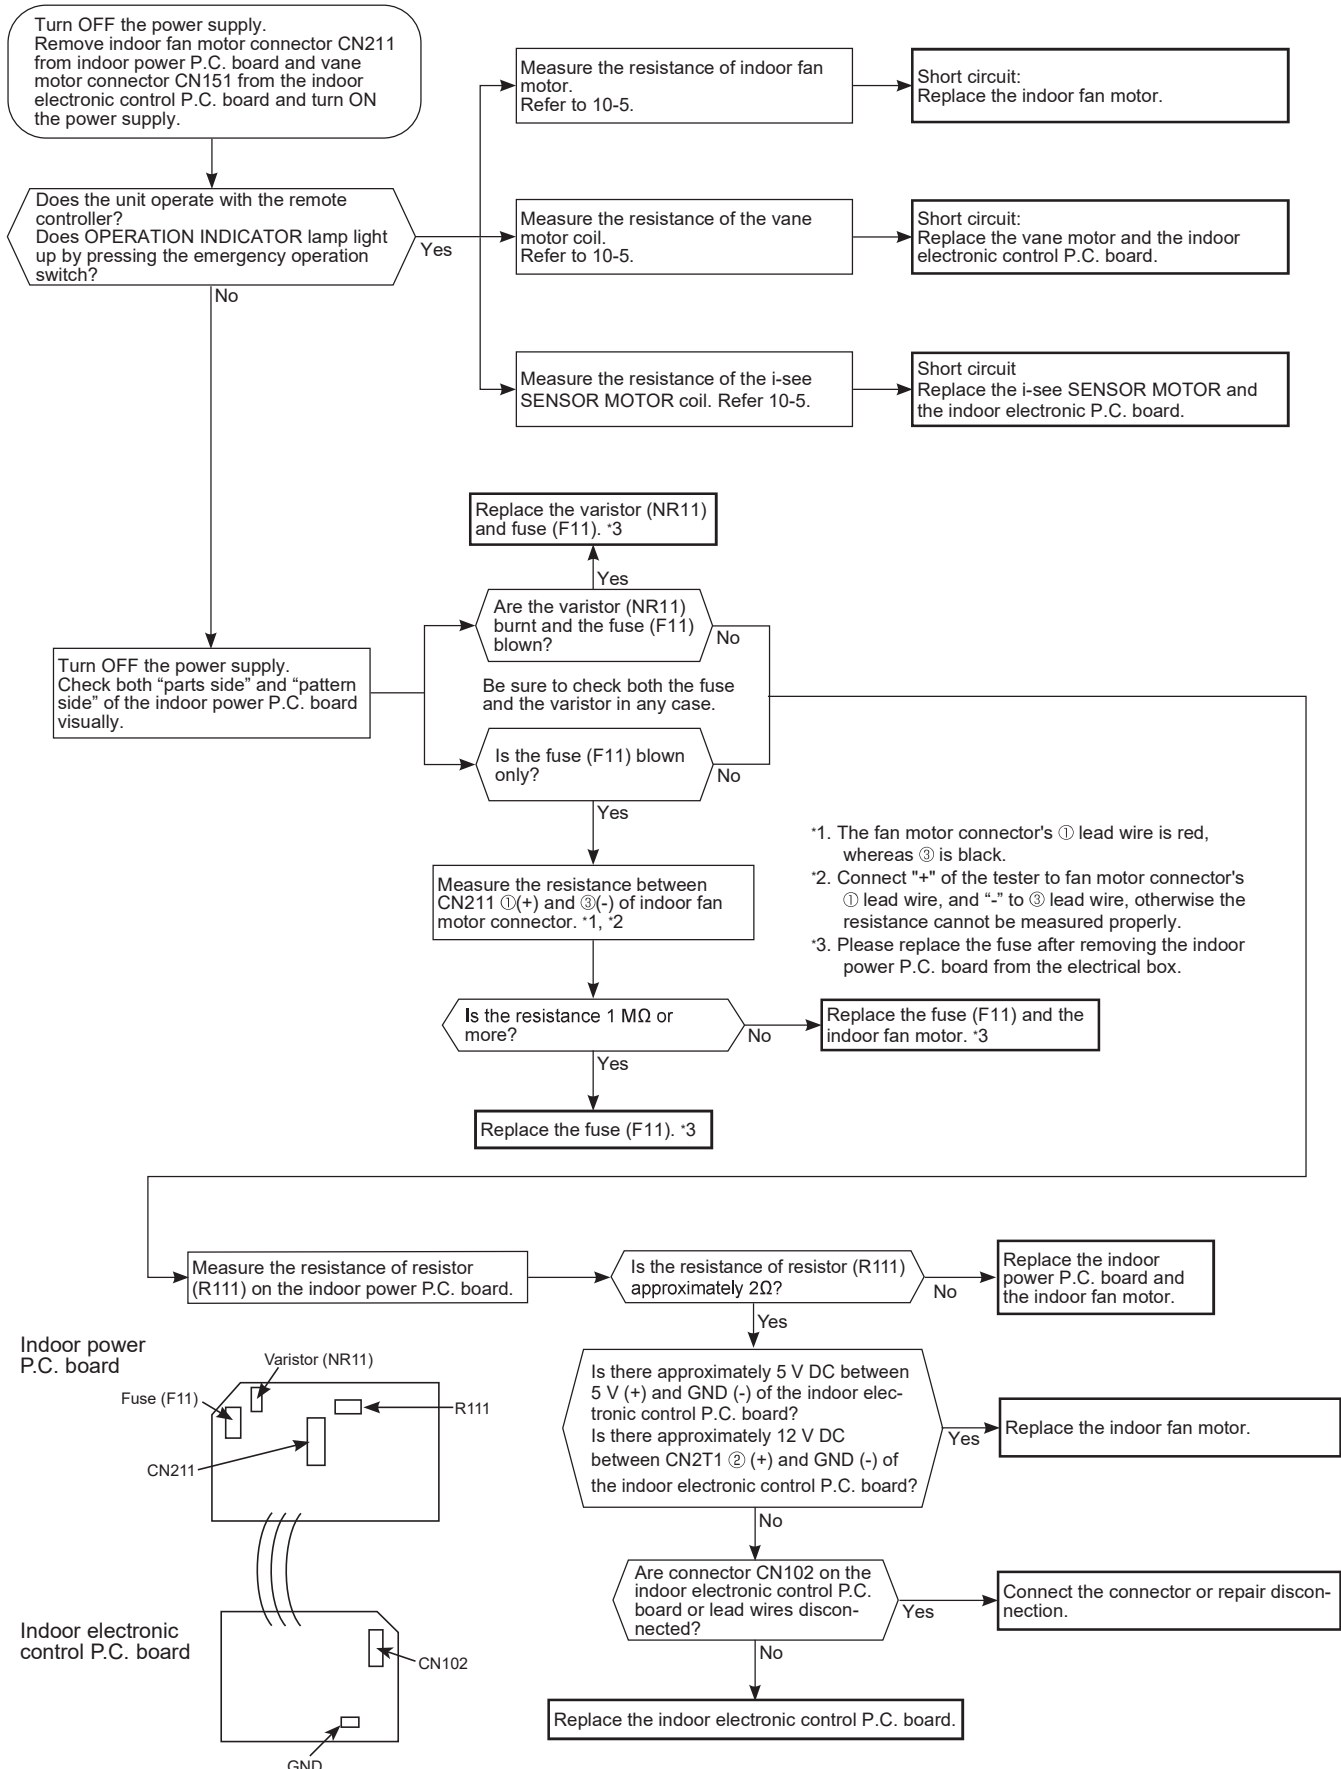 Turn OFF the power supply.
Remove indoor fan motor connector CN211
from indoor power P.C. board and vane
motor connector CN151 from the indoor
electronic control P.C. board and turn ON
the power supply.
Measure the resistance of indoor fan
motor.
Refer to 10-5.
Short circuit:
Replace the indoor fan motor.
Does the unit operate with the remote
controller?
Does OPERATION INDICATOR lamp light
up by pressing the emergency operation
switch?
Yes
No
Measure the resistance of the vane
motor coil.
Refer to 10-5.
Short circuit:
Replace the vane motor and the indoor
electronic control P.C. board.
Measure the resistance of the i-see
SENSOR MOTOR coil. Refer 10-5.
Short circuit
Replace the i-see SENSOR MOTOR and
the indoor electronic P.C. board.
Replace the varistor (NR11)
and fuse (F11). *3
Yes
Are the varistor (NR11)
burnt and the fuse (F11)
blown?
No
Turn OFF the power supply.
Check both “parts side” and “pattern
side” of the indoor power P.C. board
visually.
Be sure to check both the fuse
and the varistor in any case.
Is the fuse (F11) blown
only?
No
Yes
Measure the resistance between
CN211 ①(+) and ③(-) of indoor fan
motor connector. *1, *2
*1. The fan motor connector's ① lead wire is red,
whereas ③ is black.
*2. Connect "+" of the tester to fan motor connector's
① lead wire, and “-” to ③ lead wire, otherwise the
resistance cannot be measured properly.
*3. Please replace the fuse after removing the indoor
power P.C. board from the electrical box.
Is the resistance 1 MΩ or
more?
No
Replace the fuse (F11) and the
indoor fan motor. *3
Yes
Replace the fuse (F11). *3
Measure the resistance of resistor
(R111) on the indoor power P.C. board.
Is the resistance of resistor (R111)
approximately 2Ω?
No
Replace the indoor
power P.C. board and
the indoor fan motor.
Yes
Is there approximately 5 V DC between
5 V (+) and GND (-) of the indoor elec-
tronic control P.C. board?
Is there approximately 12 V DC
between CN2T1 ② (+) and GND (-) of
the indoor electronic control P.C. board?
Yes
Replace the indoor fan motor.
No
Are connector CN102 on the
indoor electronic control P.C.
board or lead wires discon-
nected?
Yes
Connect the connector or repair discon-
nection.
No
Replace the indoor electronic control P.C. board.
Indoor power
P.C. board
Varistor (NR11)
Fuse (F11)
R111
CN211
Indoor electronic
control P.C. board
CN102
GND